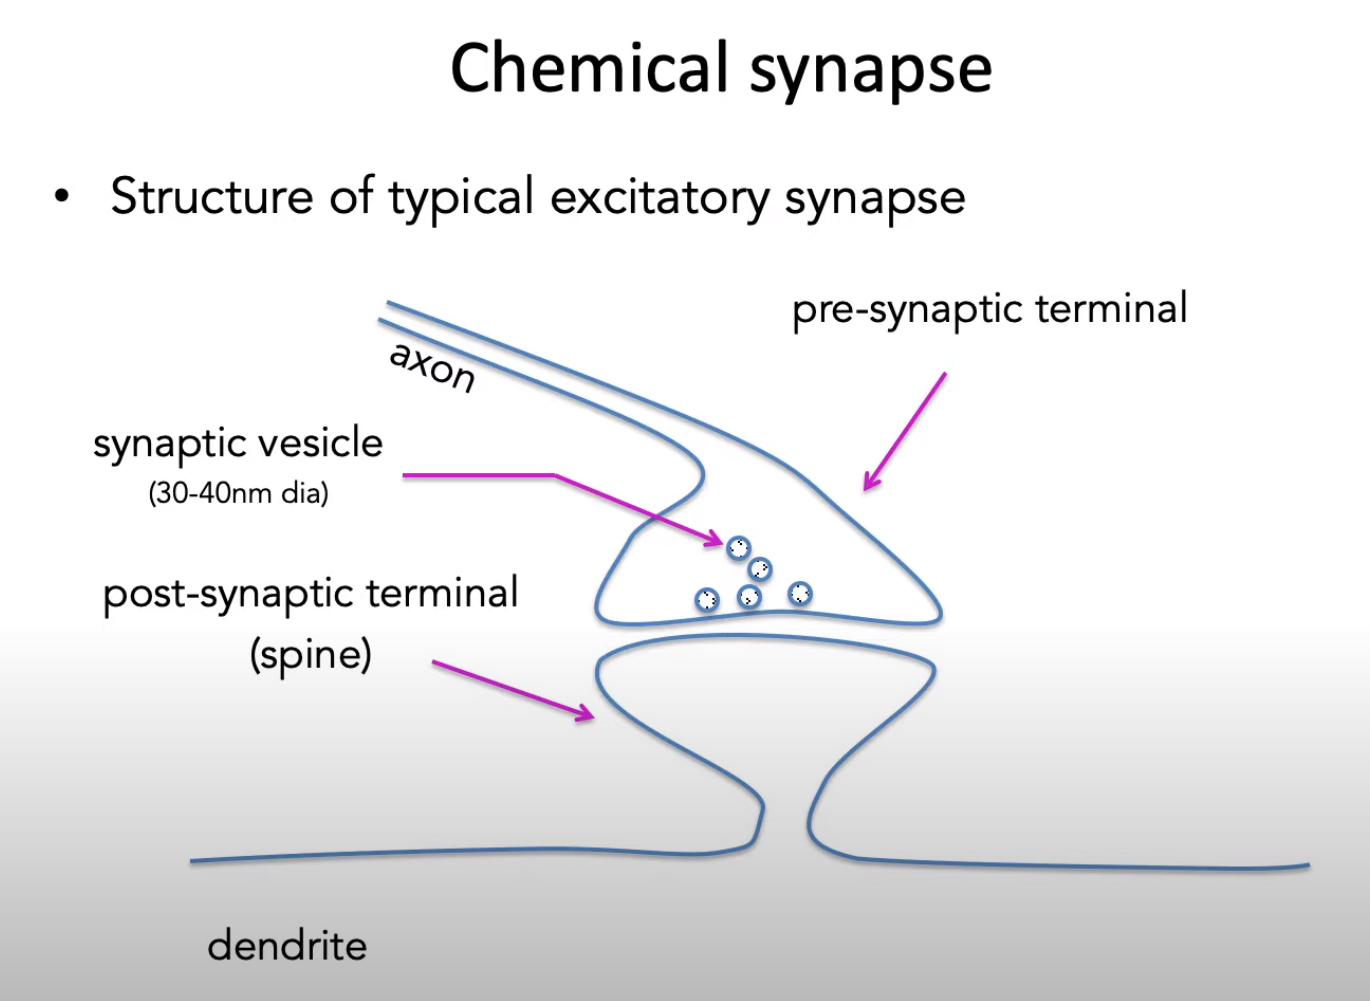 Chemical synapse
• Structure of typical excitatory synapse
pre-synaptic terminal
axon
synaptic vesicle
(30-40nm dia)
post-synaptic terminal
(spine)
dendrite